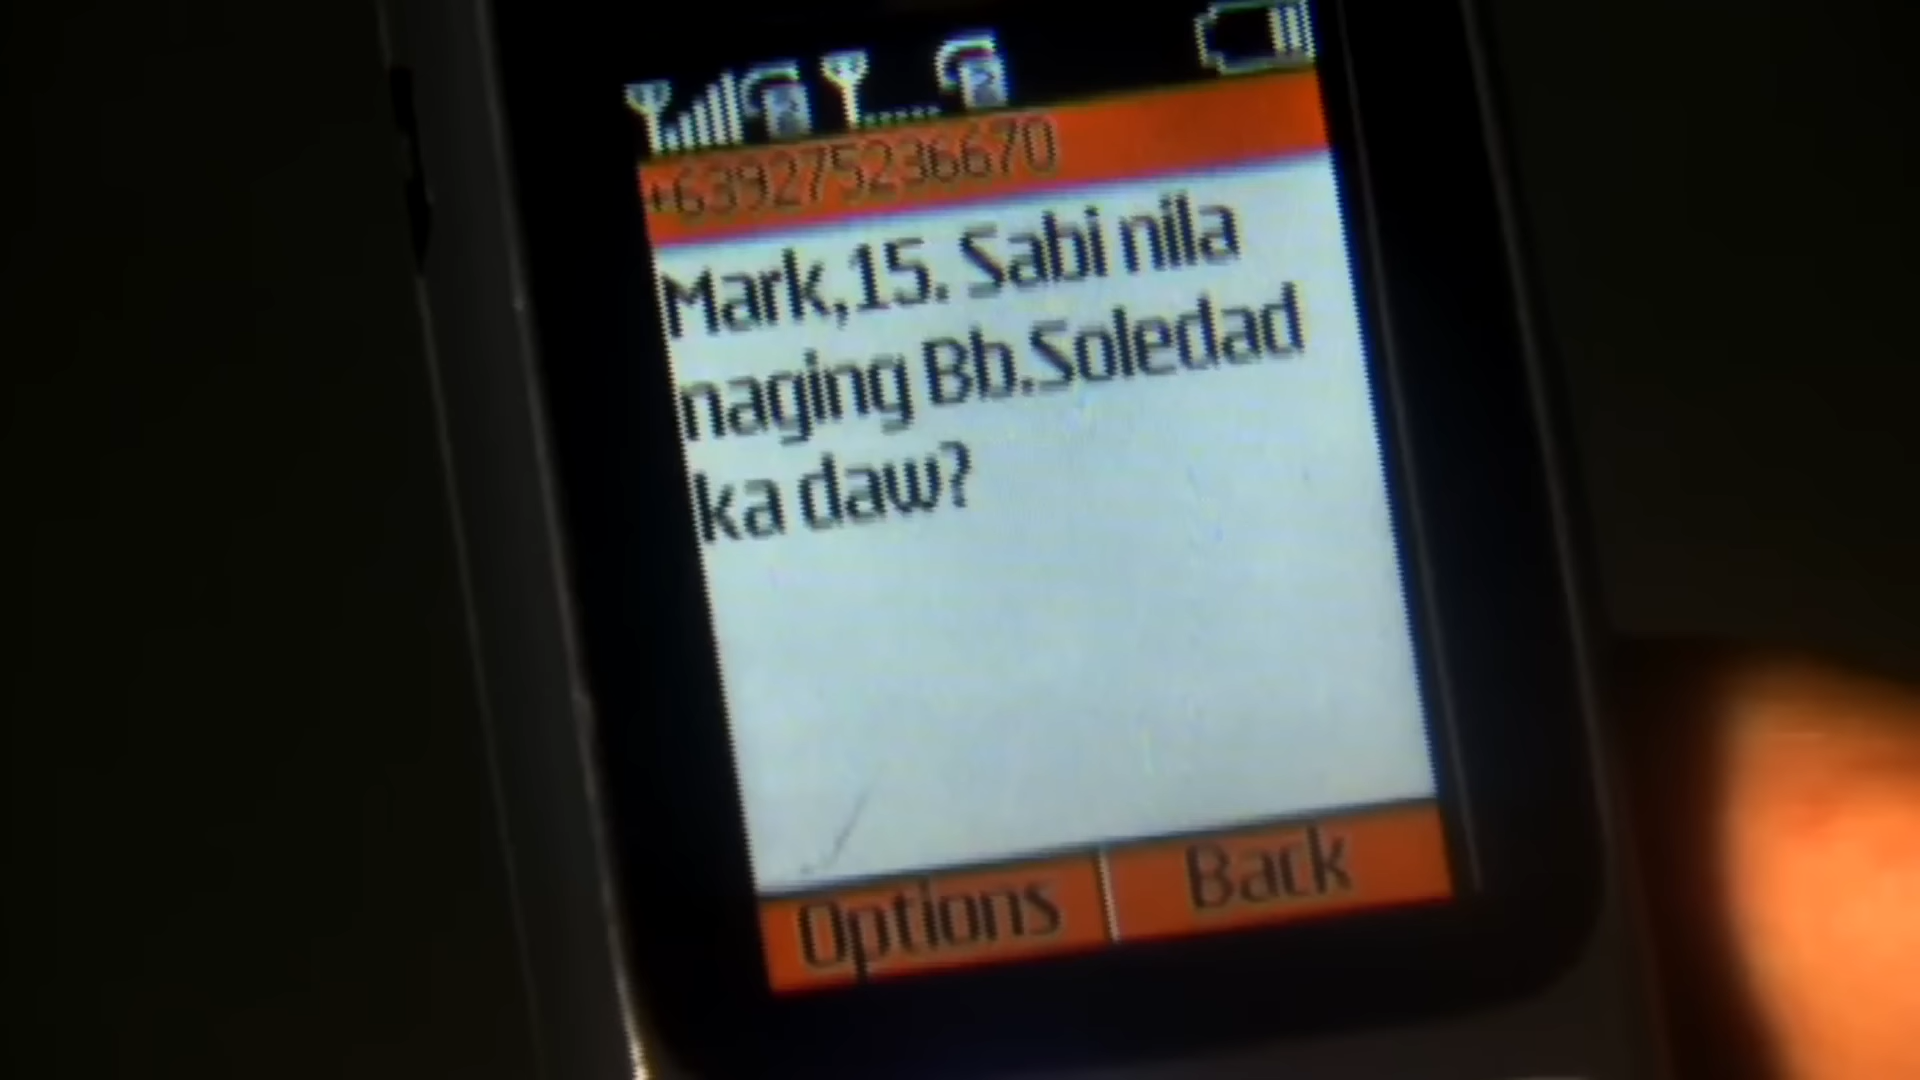 +639275236670
Mark,15. Sabi nila
naging Bb.Soledad
ka daw?
Options
Back